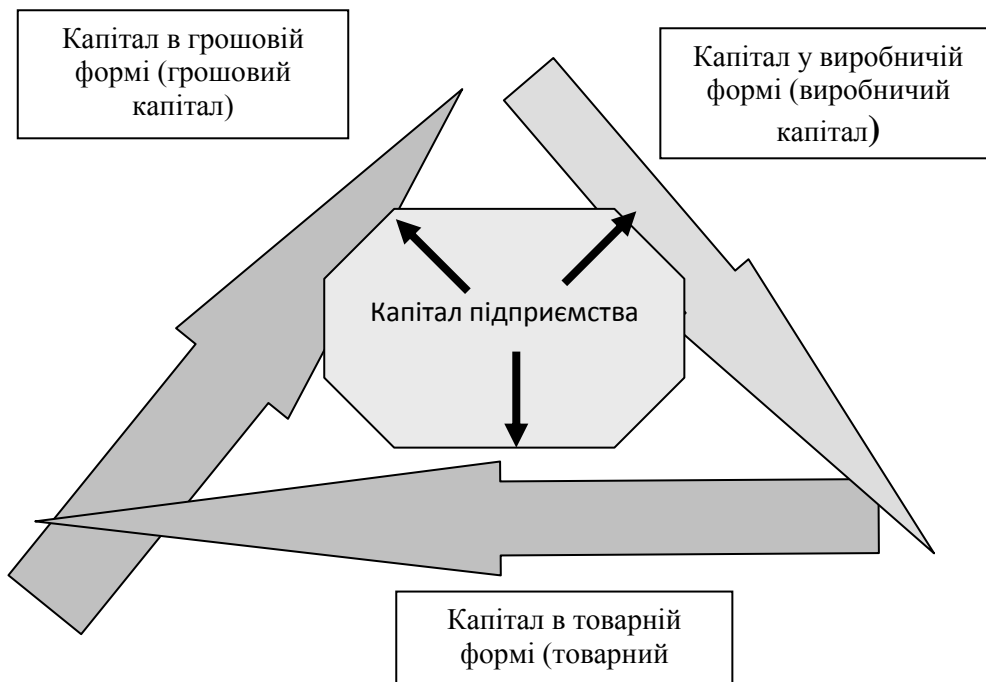 Капітал в грошовій
формі (грошовий
капітал)
Капітал у виробничій
формі (виробничий
капітал)
Капітал підприємства
Капітал в товарній
формі (товарний